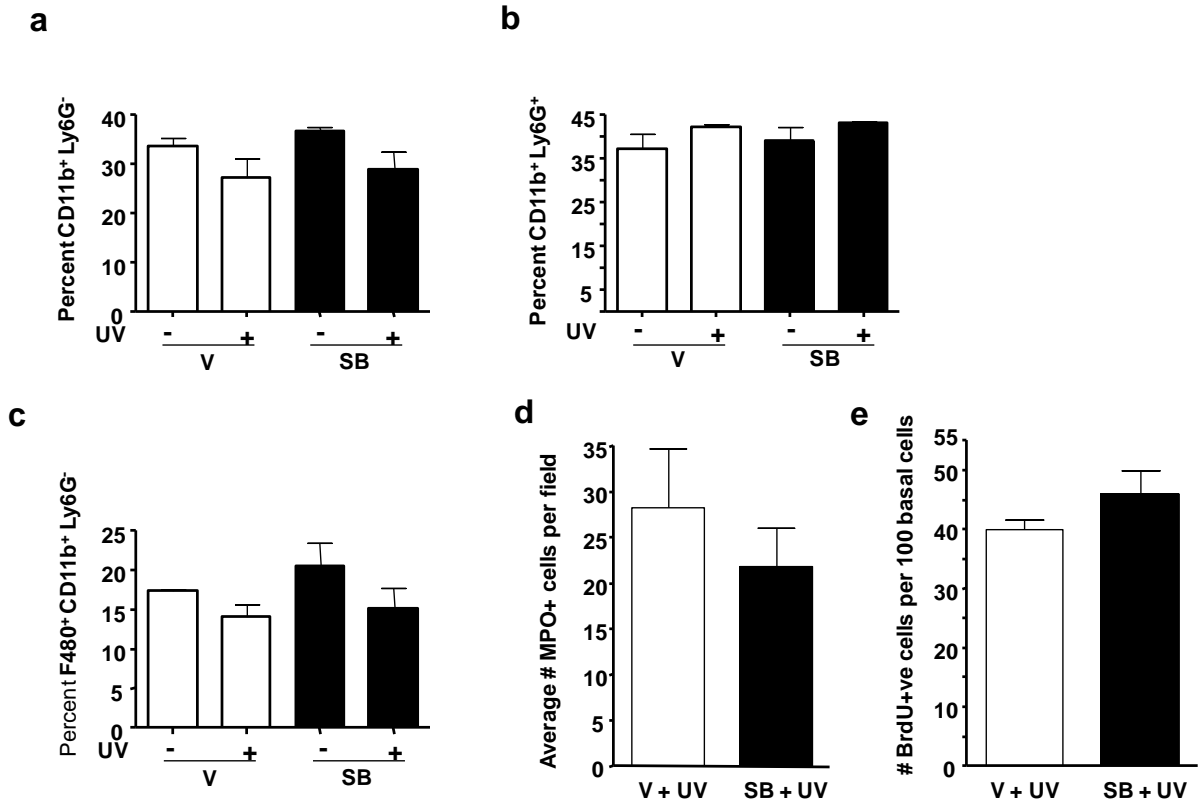 a
Percent CD11b⁺ Ly6G⁻
40
30
20
10
0
UV
-
+
-
+
V
SB
b
Percent CD11b⁺ Ly6G⁺
45
35
25
15
5
UV
-
+
-
+
V
SB
c
Percent F480⁺ CD11b⁺ Ly6G⁻
25
20
15
10
5
0
UV
-
+
-
+
V
SB
d
Average # MPO+ cells per field
35
30
25
20
15
10
5
0
V + UV
SB + UV
e
# BrdU+ve cells per 100 basal cells
55
50
40
30
20
10
0
V + UV
SB + UV